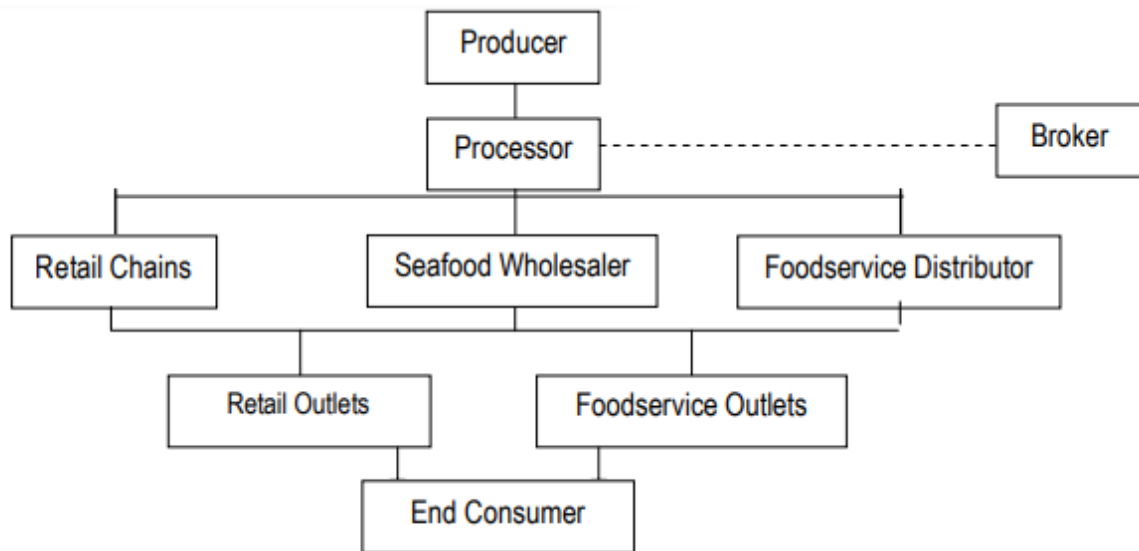 Producer
Processor
Broker
Retail Chains
Seafood Wholesaler
Foodservice Distributor
Retail Outlets
Foodservice Outlets
End Consumer